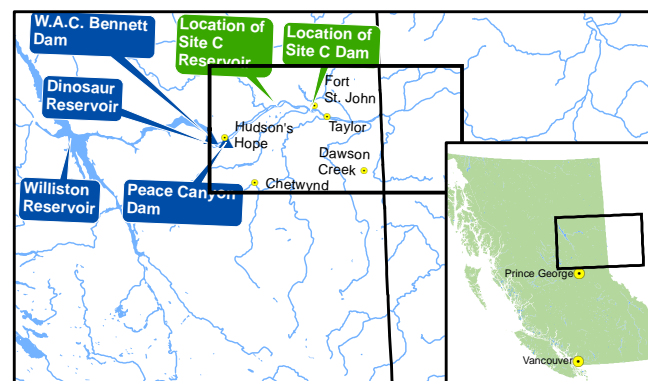 W.A.C. Bennett
Dam
Location of
Site C
Reservoir
Location of
Site C Dam
Dinosaur
Reservoir
Fort
St. John
Hudson's
Hope
Taylor
Dawson
Creek
Williston
Reservoir
Peace Canyon
Dam
Chetwynd
Prince George
Vancouver